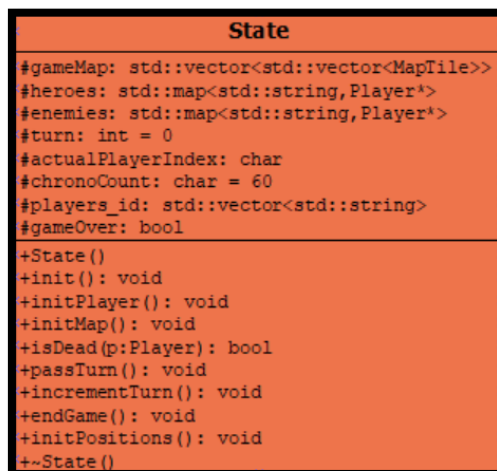 State
#gameMap: std::vector<std::vector<MapTile>>
#heroes: std::map<std::string,Player*>
#enemies: std::map<std::string,Player*>
#turn: int = 0
#actualPlayerIndex: char
#chronoCount: char = 60
#players_id: std::vector<std::string>
#gameOver: bool
+State()
+init(): void
+initPlayer(): void
+initMap(): void
+isDead(p:Player): bool
+passTurn(): void
+incrementTurn(): void
+endGame(): void
+initPositions(): void
+~State()